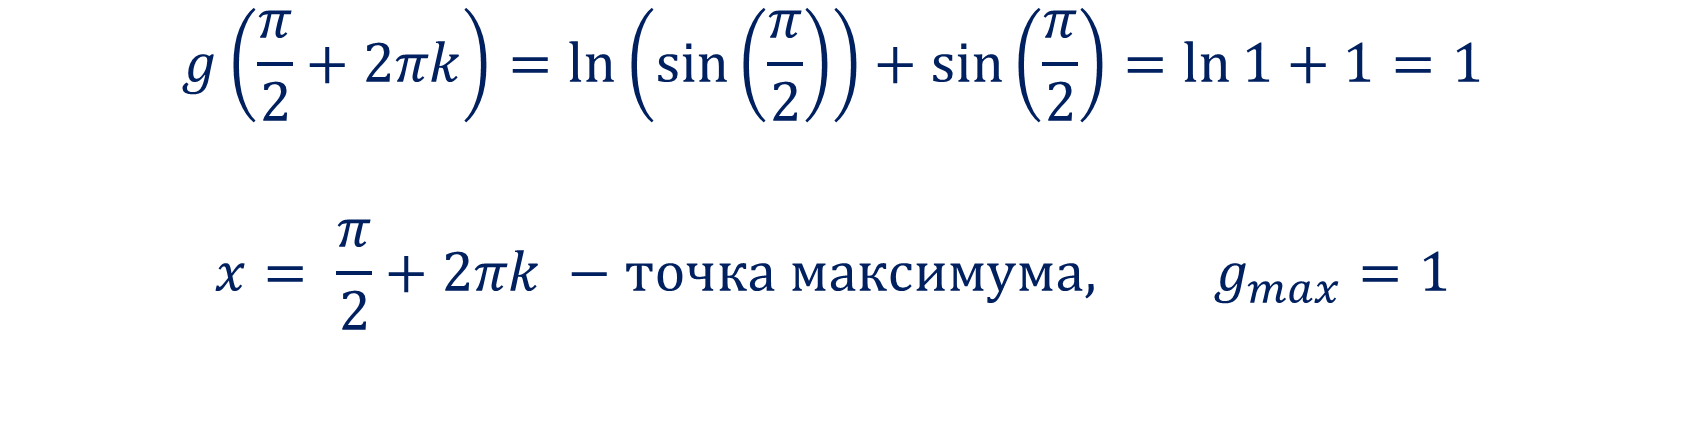 g(π/2 + 2πk) = ln(sin(π/2)) + sin(π/2) = ln 1 + 1 = 1
x = π/2 + 2πk − точка максимума, g_max = 1